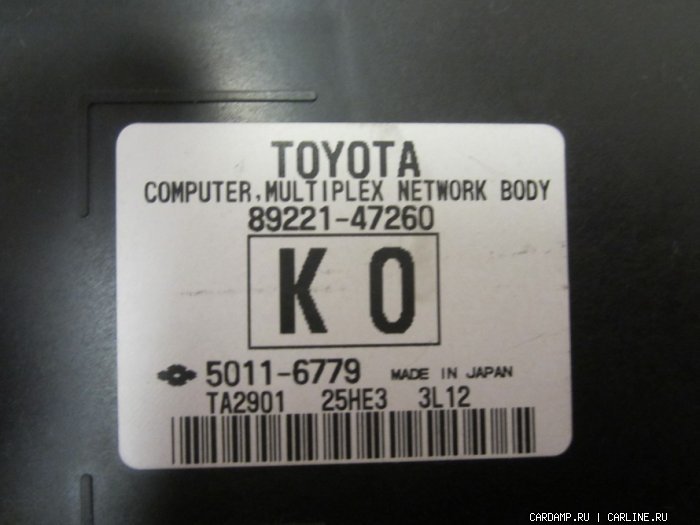 TOYOTA
COMPUTER,MULTIPLEX NETWORK BODY
89221-47260
K 0
5011-6779 MADE IN JAPAN
TA2901 25HE3 3L12
CARDAMP.RU | CARLINE.RU